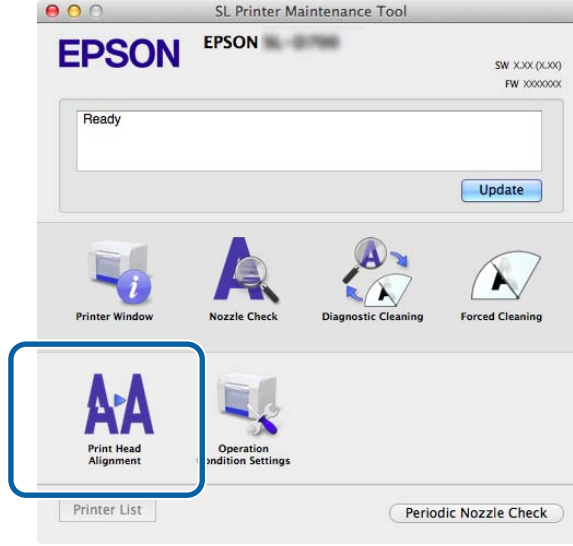 SL Printer Maintenance Tool
EPSON
EPSON
SW X.XX (X.XX)
FW XXXXXXX
Ready
Update
Printer Window
Nozzle Check
Diagnostic Cleaning
Forced Cleaning
Print Head
Alignment
Operation
Condition Settings
Printer List
Periodic Nozzle Check